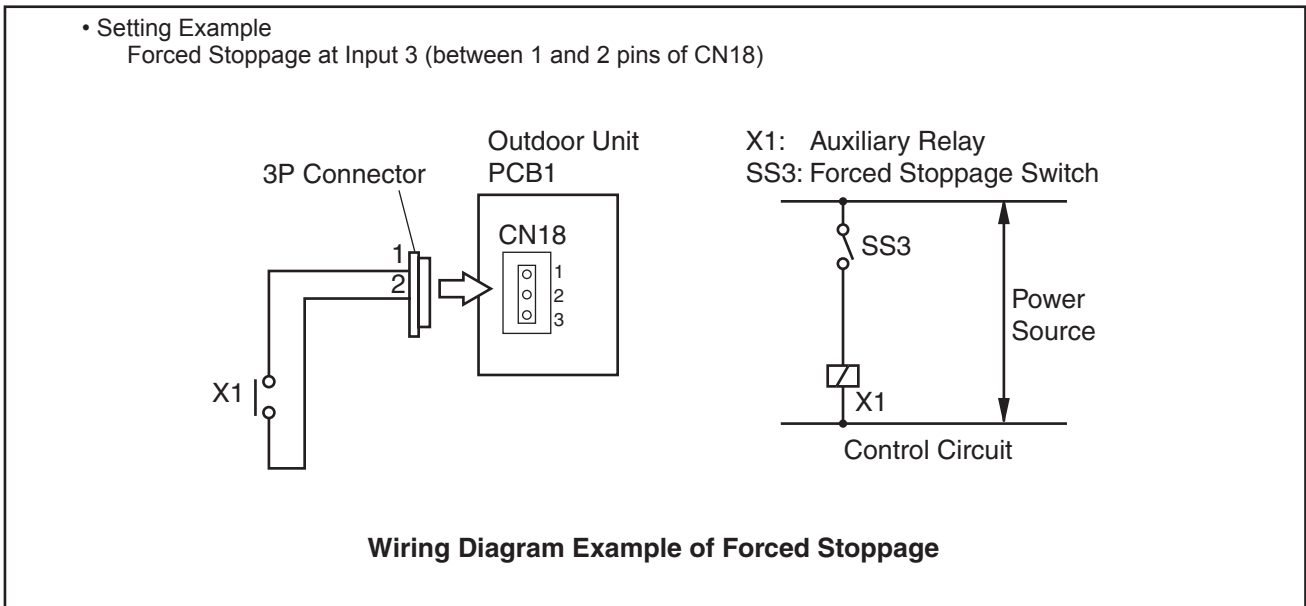 • Setting Example
Forced Stoppage at Input 3 (between 1 and 2 pins of CN18)
3P Connector
Outdoor Unit
PCB1
CN18
1
2
3
1
2
X1
X1: Auxiliary Relay
SS3: Forced Stoppage Switch
SS3
Power
Source
X1
Control Circuit
Wiring Diagram Example of Forced Stoppage